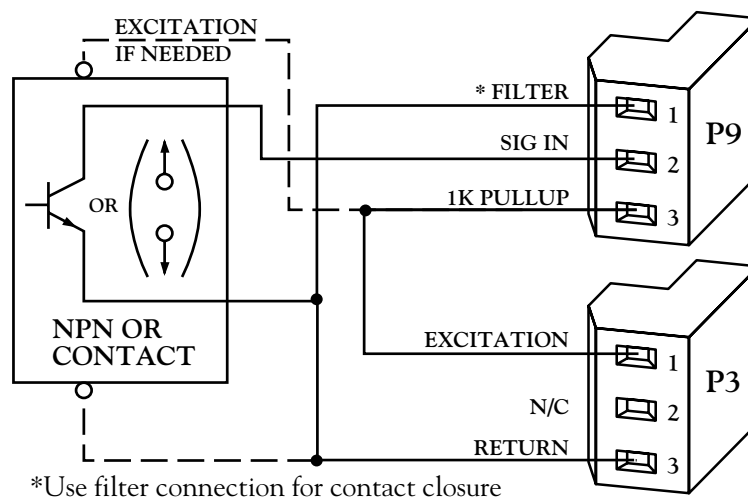 EXCITATION
IF NEEDED
* FILTER
1
P9
SIG IN
2
OR
1K PULLUP
3
NPN OR
CONTACT
EXCITATION
1
P3
N/C
2
RETURN
3
*Use filter connection for contact closure